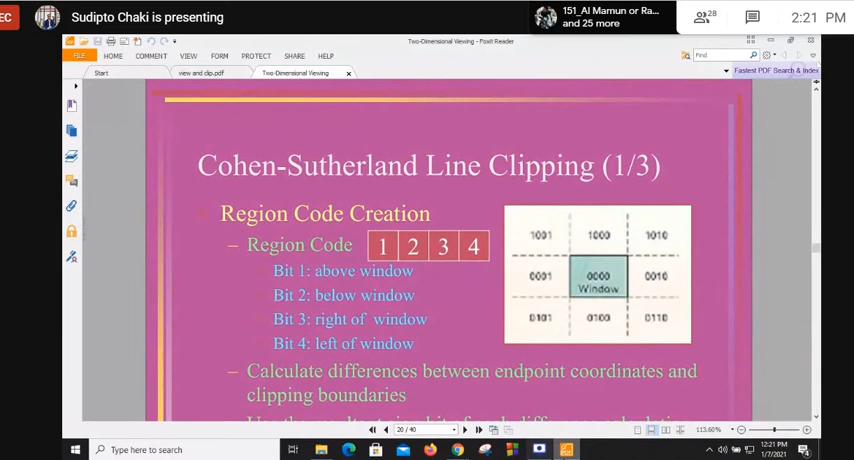 EC
Sudipto Chaki is presenting
151_Al Mamun or Ra...
and 25 more
28
2:21 PM
Two-Dimensional Viewing - Foxit Reader
FILE
HOME
COMMENT
VIEW
FORM
PROTECT
SHARE
HELP
Find
Start
view and clip.pdf
Two-Dimensional Viewing
Fastest PDF Search & Index
Cohen-Sutherland Line Clipping (1/3)
Region Code Creation
– Region Code
1 2 3 4
Bit 1: above window
Bit 2: below window
Bit 3: right of window
Bit 4: left of window
1001 1000 1010
0001 0000 0010
Window
0101 0100 0110
– Calculate differences between endpoint coordinates and
clipping boundaries
20 / 40
113.60%
Type here to search
12:21 PM
1/7/2021